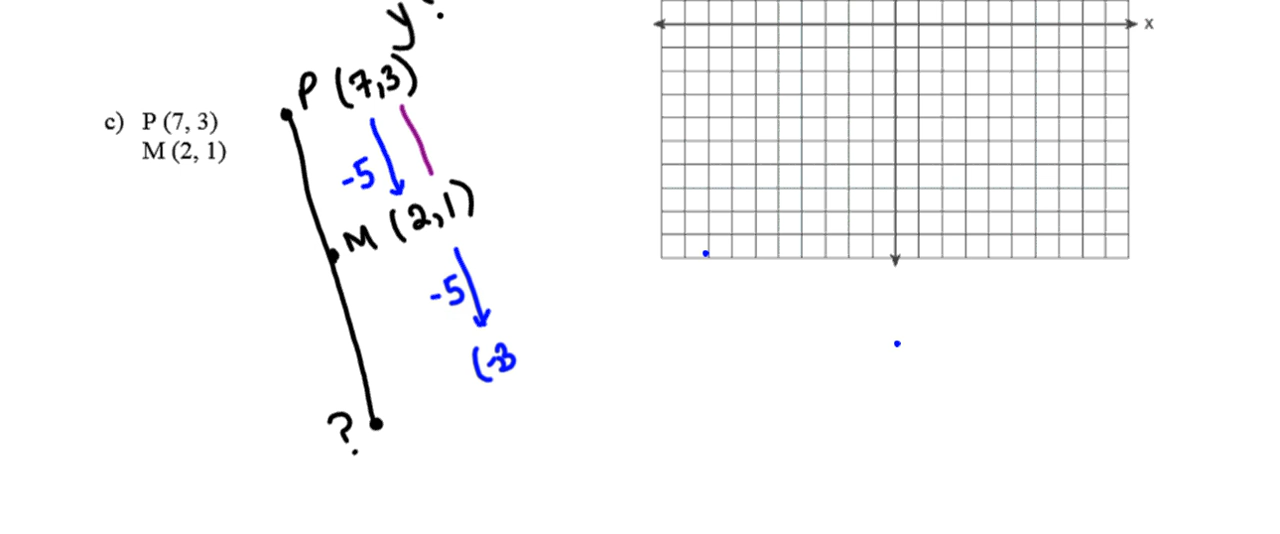 y?
x
P (7,3)
c) P (7, 3)
M (2, 1)
-5
M (2,1)
-5
(-3
?